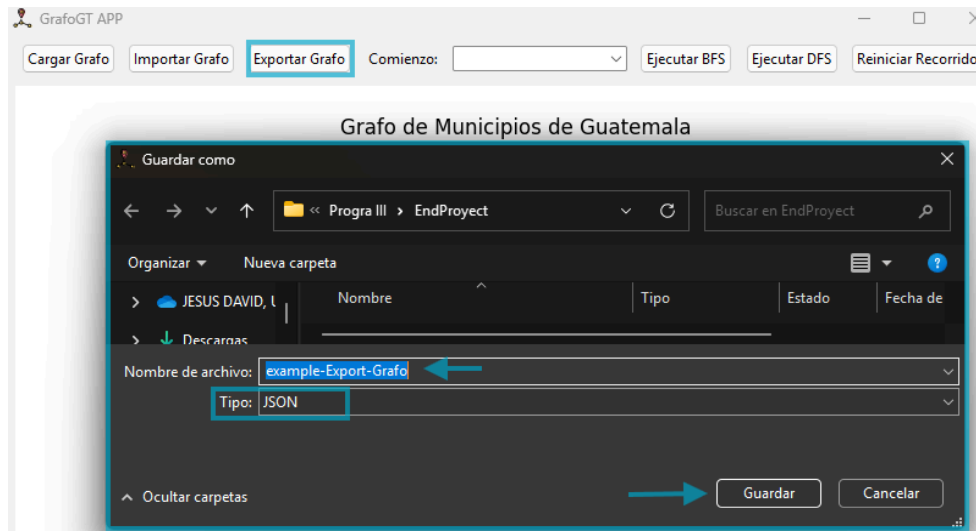 GrafoGT APP
Cargar Grafo Importar Grafo Exportar Grafo Comienzo: Ejecutar BFS Ejecutar DFS Reiniciar Recorrido
Grafo de Municipios de Guatemala
Guardar como
« Progra III > EndProyect Buscar en EndProyect
Organizar Nueva carpeta
JESUS DAVID, Nombre Tipo Estado Fecha de
Descargas
Nombre de archivo: example-Export-Grafo
Tipo: JSON
Ocultar carpetas Guardar Cancelar